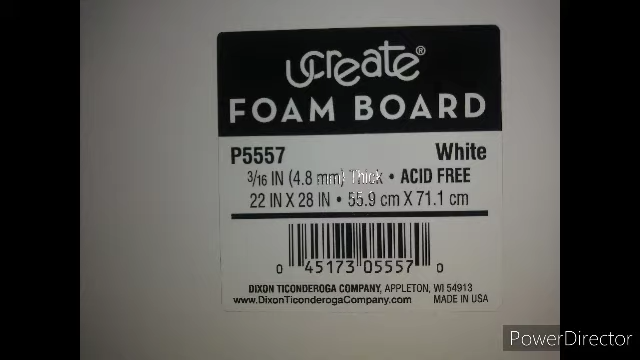 ucreate®
FOAM BOARD
P5557 White
3/16 IN (4.8 mm) Thick • ACID FREE
22 IN X 28 IN • 55.9 cm X 71.1 cm
0 45173 05557 0
DIXON TICONDEROGA COMPANY, APPLETON, WI 54913
www.DixonTiconderogaCompany.com MADE IN USA
PowerDirector